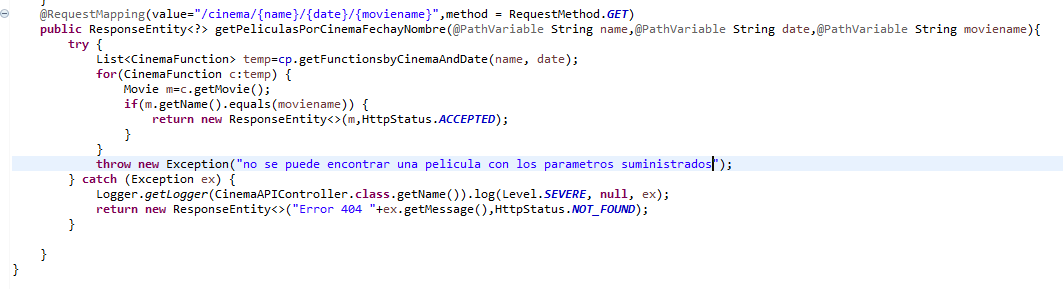 }
@RequestMapping(value="/cinema/{name}/{date}/{moviename}",method = RequestMethod.GET)
public ResponseEntity<?> getPeliculasPorCinemaFechayNombre(@PathVariable String name,@PathVariable String date,@PathVariable String moviename){
try {
List<CinemaFunction> temp=cp.getFunctionsbyCinemaAndDate(name, date);
for(CinemaFunction c:temp) {
Movie m=c.getMovie();
if(m.getName().equals(moviename)) {
return new ResponseEntity<>(m,HttpStatus.ACCEPTED);
}
}
throw new Exception("no se puede encontrar una pelicula con los parametros suministrados");
} catch (Exception ex) {
Logger.getLogger(CinemaAPIController.class.getName()).log(Level.SEVERE, null, ex);
return new ResponseEntity<>("Error 404 "+ex.getMessage(),HttpStatus.NOT_FOUND);
}
}
}